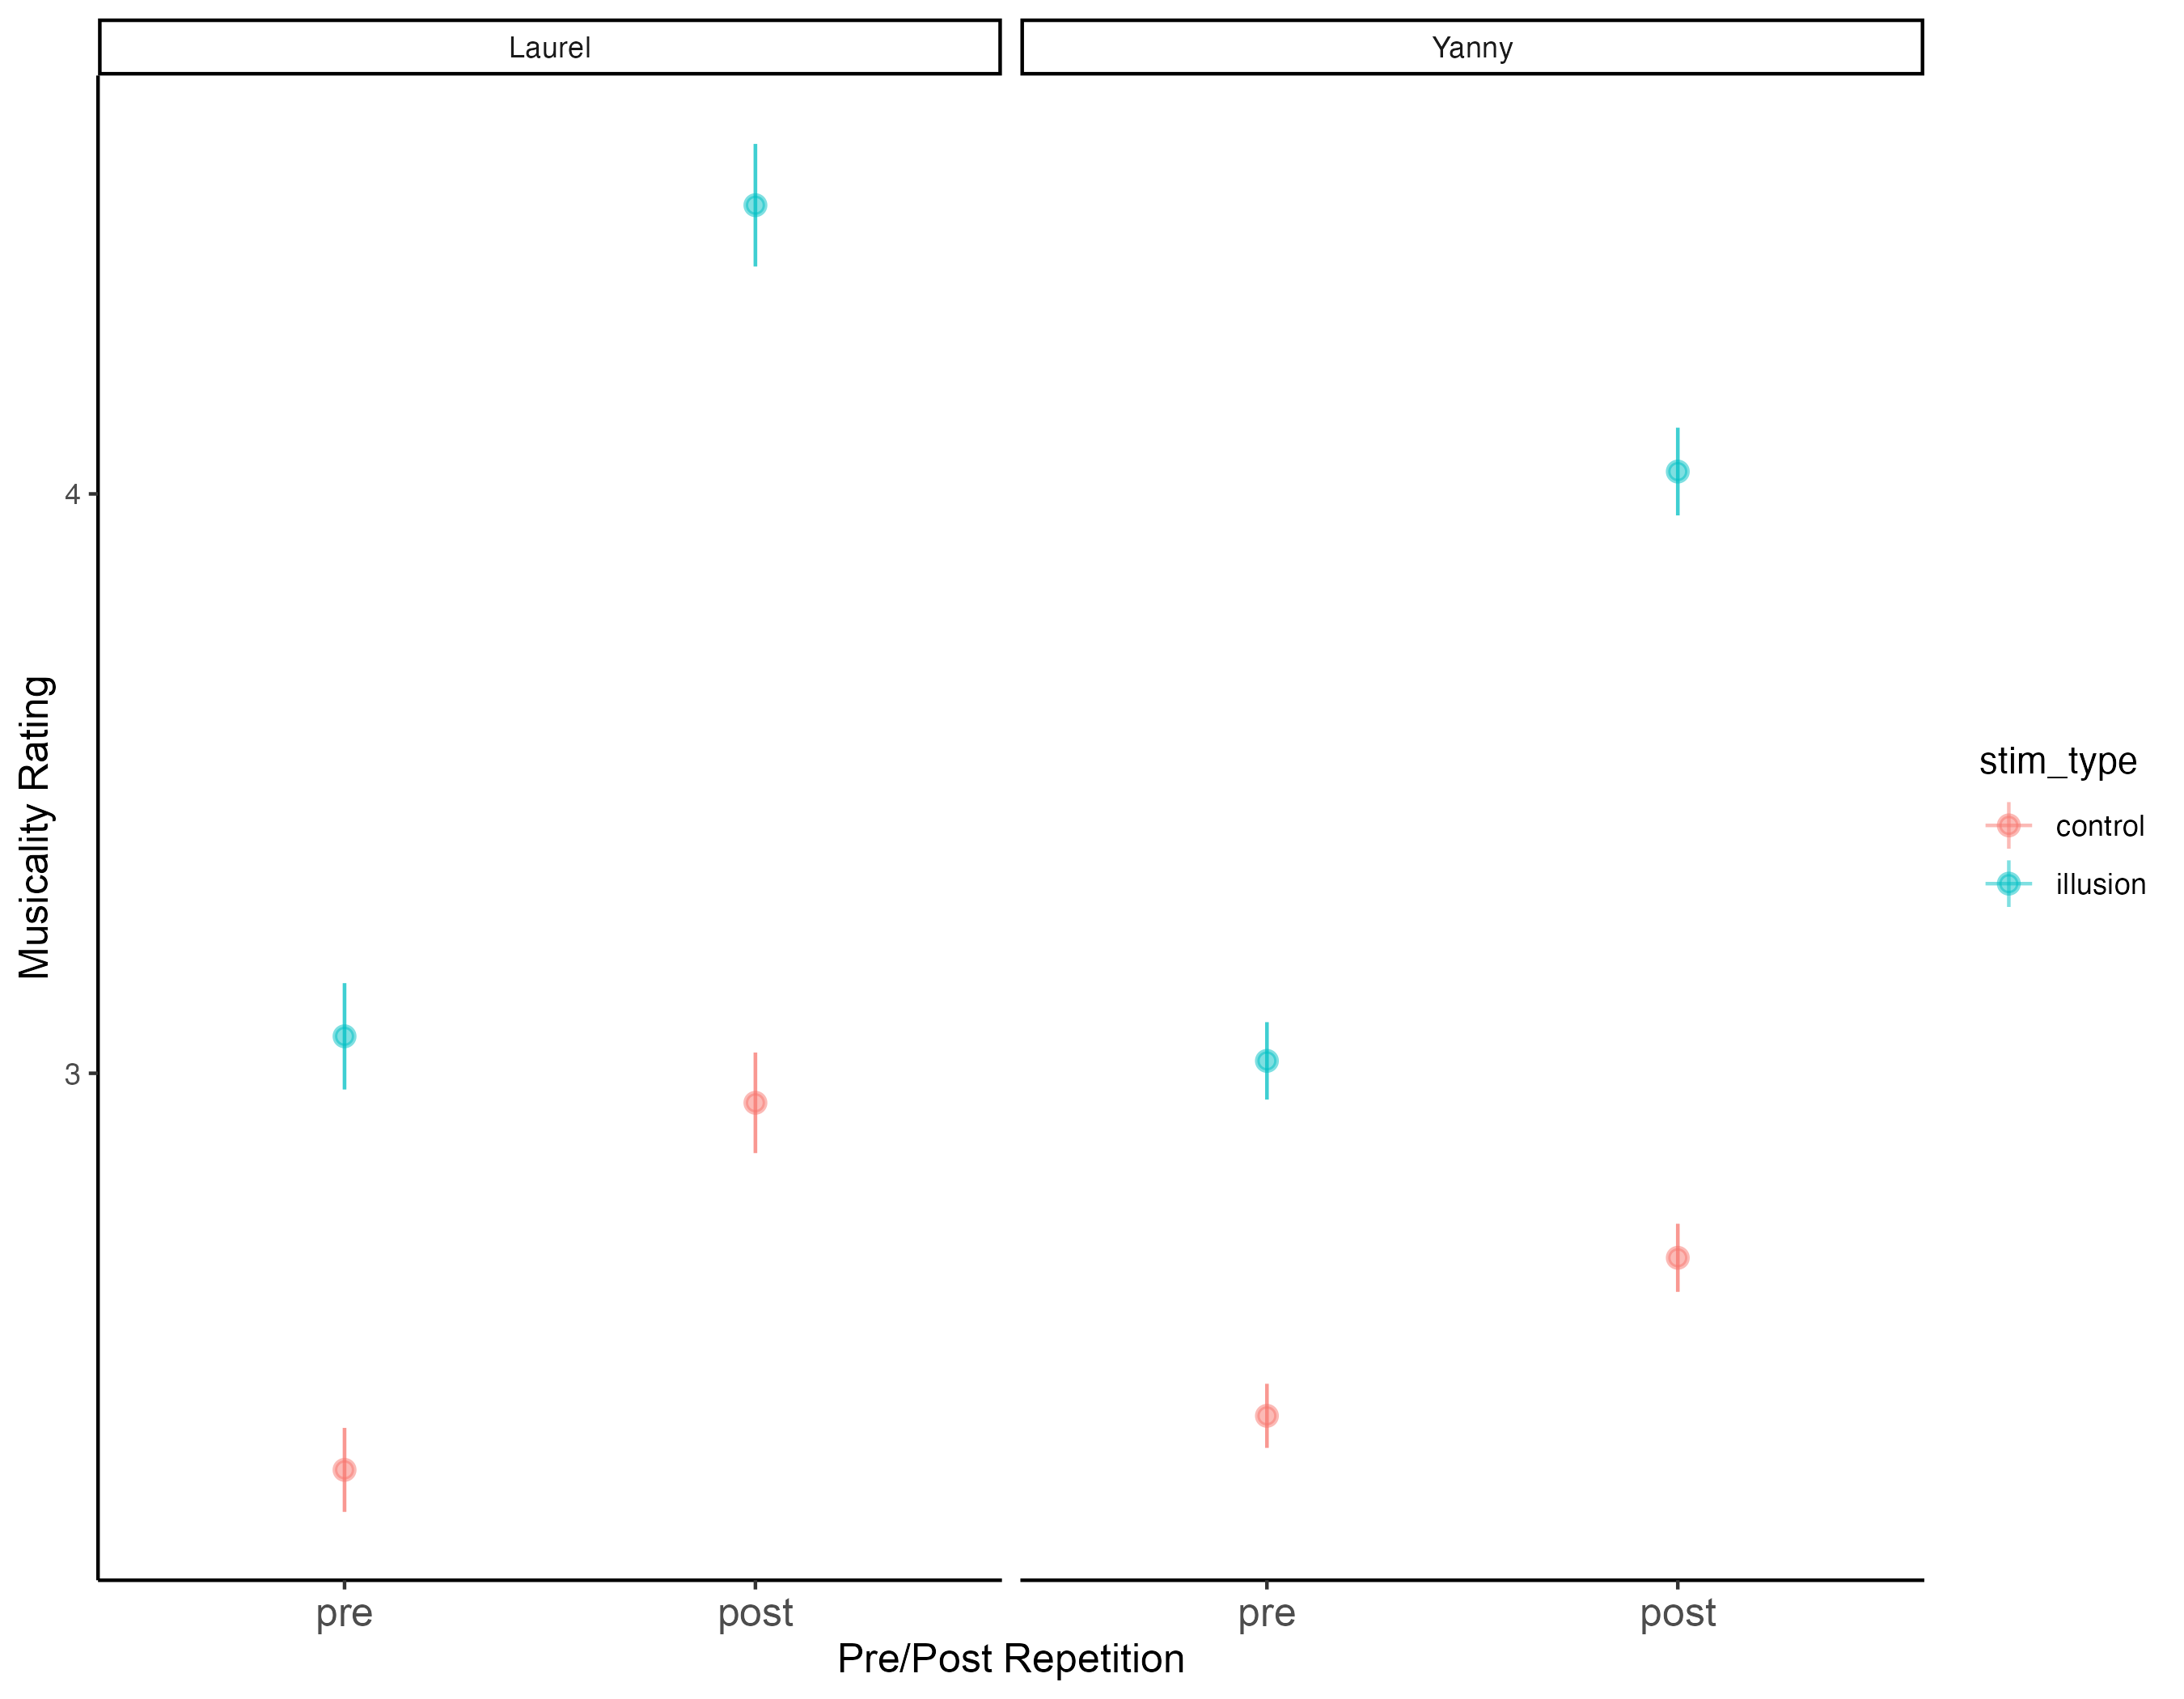 Laurel
Yanny
Musicality Rating
4
3
pre
post
pre
post
Pre/Post Repetition
stim_type
control
illusion